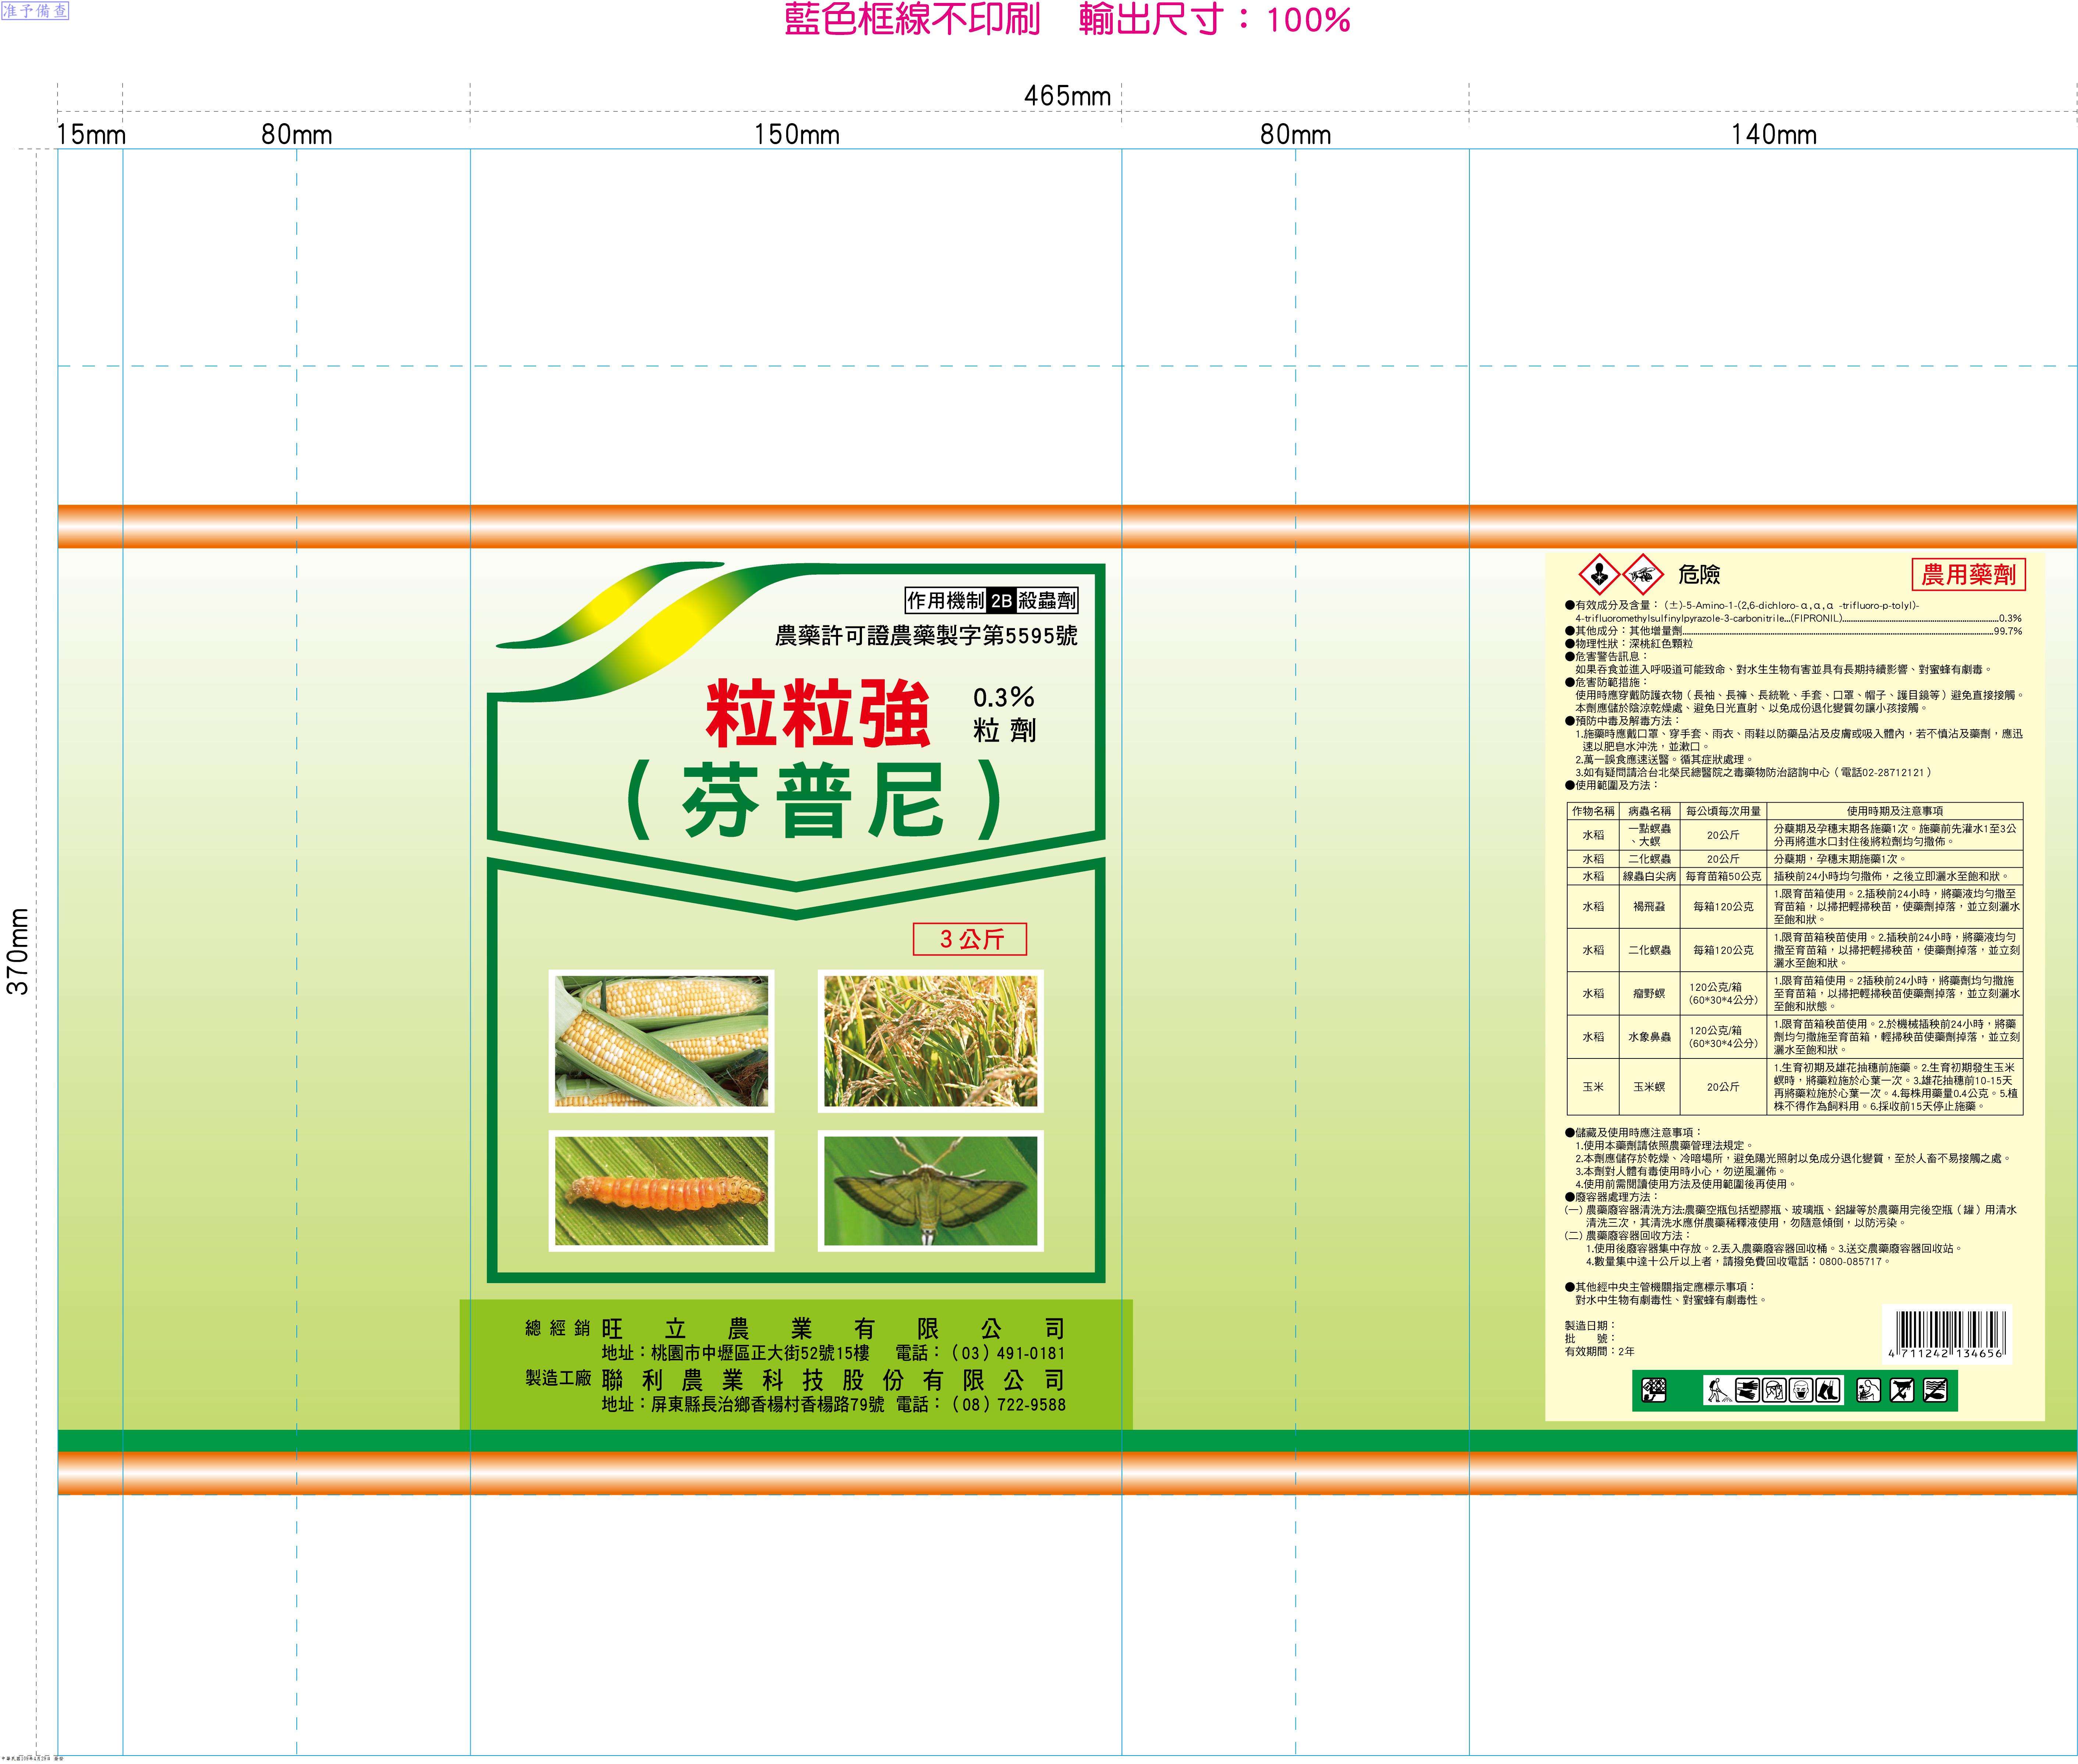 准予備查
藍色框線不印刷　輸出尺寸：100%
465mm
15mm 80mm 150mm 80mm 140mm
370mm
作用機制 2B 殺蟲劑
農藥許可證農藥製字第5595號
粒粒強
0.3%
粒劑
(芬普尼)
3公斤
總經銷 旺立農業有限公司
地址：桃園市中壢區正大街52號15樓　電話：（03）491-0181
製造工廠 聯利農業科技股份有限公司
地址：屏東縣長治鄉香楊村香楊路79號 電話：（08）722-9588
危險
農用藥劑
●有效成分及含量：(±)-5-Amino-1-(2,6-dichloro-α,α,α -trifluoro-p-tolyl)-
4-trifluoromethylsulfinylpyrazole-3-carbonitrile...(FIPRONIL)...0.3%
●其他成分：其他增量劑...99.7%
●物理性狀：深桃紅色顆粒
●危害警告訊息：
如果吞食並進入呼吸道可能致命、對水生生物有害並具有長期持續影響、對蜜蜂有劇毒。
●危害防範措施：
使用時應穿戴防護衣物（長袖、長褲、長統靴、手套、口罩、帽子、護目鏡等）避免直接接觸。
本劑應儲於陰涼乾燥處、避免日光直射、以免成份退化變質勿讓小孩接觸。
●預防中毒及解毒方法：
1.施藥時應戴口罩、穿手套、雨衣、雨鞋以防藥品沾及皮膚或吸入體內，若不慎沾及藥劑，應迅
速以肥皂水沖洗，並漱口。
2.萬一誤食應速送醫。循其症狀處理。
3.如有疑問請洽台北榮民總醫院之毒藥物防治諮詢中心（電話02-28712121）
●使用範圍及方法：
作物名稱 病蟲名稱 每公頃每次用量 使用時期及注意事項
水稻 一點螟蟲、大螟 20公斤 分蘗期及孕穗末期各施藥1次。施藥前先灌水1至3公
分再將進水口封住後將粒劑均勻撒佈。
水稻 二化螟蟲 20公斤 分蘗期，孕穗末期施藥1次。
水稻 線蟲白尖病 每育苗箱50公克 插秧前24小時均勻撒佈，之後立即灑水至飽和狀。
水稻 褐飛蝨 每箱120公克 1.限育苗箱使用。2.插秧前24小時，將藥液均勻撒至
育苗箱，以掃把輕掃秧苗，使藥劑掉落，並立刻灑水
至飽和狀。
水稻 二化螟蟲 每箱120公克 1.限育苗箱秧苗使用。2.插秧前24小時，將藥液均勻
撒至育苗箱，以掃把輕掃秧苗，使藥劑掉落，並立刻
灑水至飽和狀。
水稻 瘤野螟 120公克/箱（60*30*4公分） 1.限育苗箱使用。2插秧前24小時，將藥劑均勻撒施
至育苗箱，以掃把輕掃秧苗使藥劑掉落，並立刻灑水
至飽和狀態。
水稻 水象鼻蟲 120公克/箱（60*30*4公分） 1.限育苗箱秧苗使用。2.於機械插秧前24小時，將藥
劑均勻撒施至育苗箱，輕掃秧苗使藥劑掉落，並立刻
灑水至飽和狀。
玉米 玉米螟 20公斤 1.生育初期及雄花抽穗前施藥。2.生育初期發生玉米
螟時，將藥粒施於心葉一次。3.雄花抽穗前10-15天
再將藥粒施於心葉一次。4.每株用藥量0.4公克。5.植
株不得作為飼料用。6.採收前15天停止施藥。
●儲藏及使用時應注意事項：
1.使用本藥劑請依照農藥管理法規定。
2.本劑應儲存於乾燥、冷暗場所，避免陽光照射以免成分退化變質，至於人畜不易接觸之處。
3.本劑對人體有毒使用時小心，勿逆風灑佈。
4.使用前需閱讀使用方法及使用範圍後再使用。
●廢容器處理方法：
(一) 農藥廢容器清洗方法:農藥空瓶包括塑膠瓶、玻璃瓶、鋁罐等於農藥用完後空瓶（罐）用清水
清洗三次，其清洗水應併農藥稀釋液使用，勿隨意傾倒，以防污染。
(二) 農藥廢容器回收方法：
1.使用後廢容器集中存放。2.丟入農藥廢容器回收桶。3.送交農藥廢容器回收站。
4.數量集中達十公斤以上者，請撥免費回收電話：0800-085717。
●其他經中央主管機關指定應標示事項：
對水中生物有劇毒性、對蜜蜂有劇毒性。
製造日期：
批　　號：
有效期間：2年
4 711242 134656